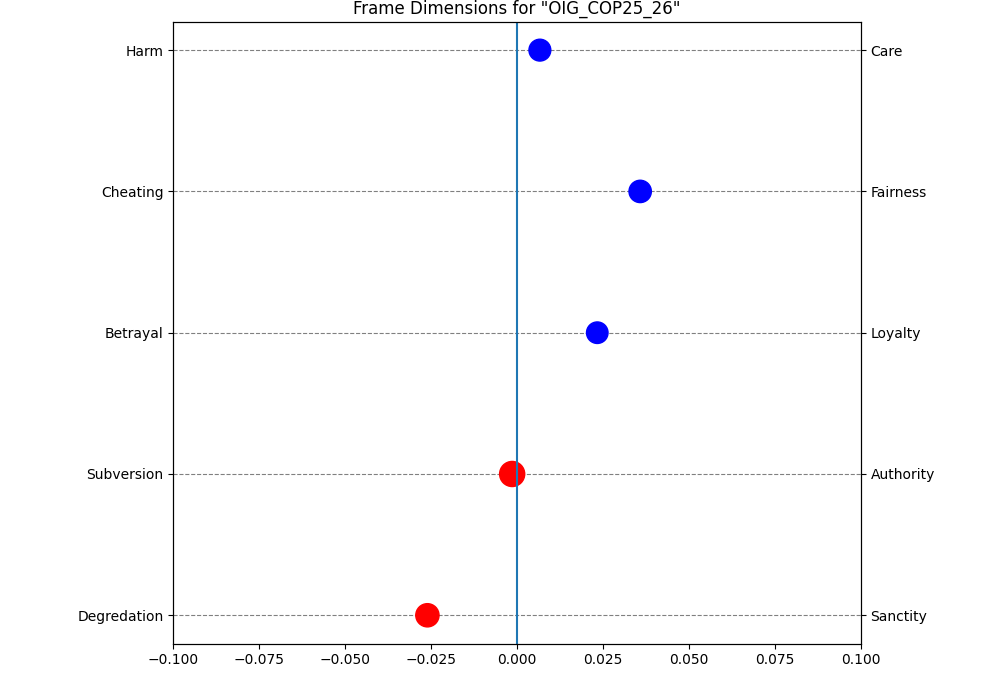 Frame Dimensions for "OIG_COP25_26"
Harm
Care
Cheating
Fairness
Betrayal
Loyalty
Subversion
Authority
Degredation
Sanctity
−0.100 −0.075 −0.050 −0.025 0.000 0.025 0.050 0.075 0.100